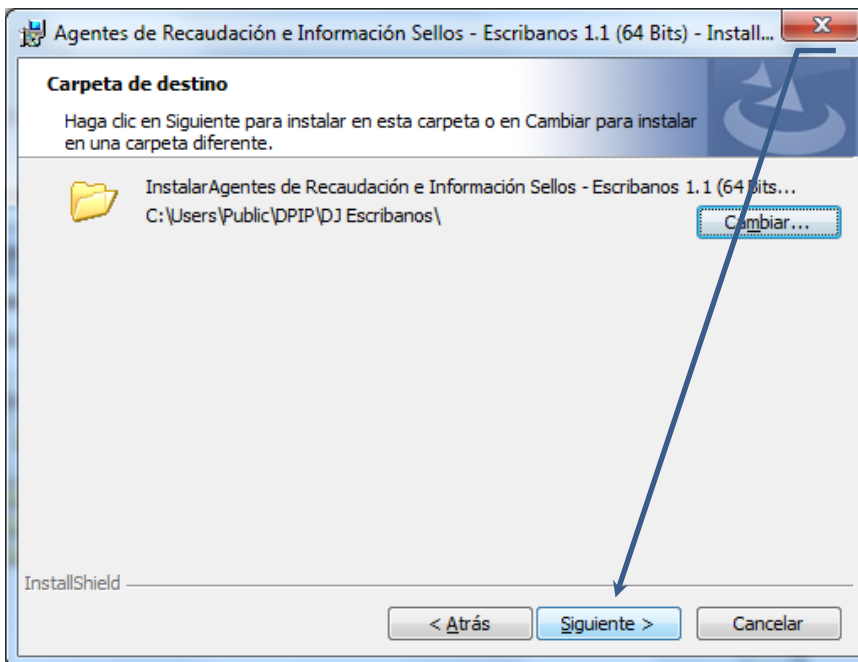 Agentes de Recaudación e Información Sellos - Escribanos 1.1 (64 Bits) - Install...
Carpeta de destino
Haga clic en Siguiente para instalar en esta carpeta o en Cambiar para instalar
en una carpeta diferente.
InstalarAgentes de Recaudación e Información Sellos - Escribanos 1.1 (64 Bits...
C:\Users\Public\DPIP\DJ Escribanos\
Cambiar...
InstallShield
< Atrás
Siguiente >
Cancelar